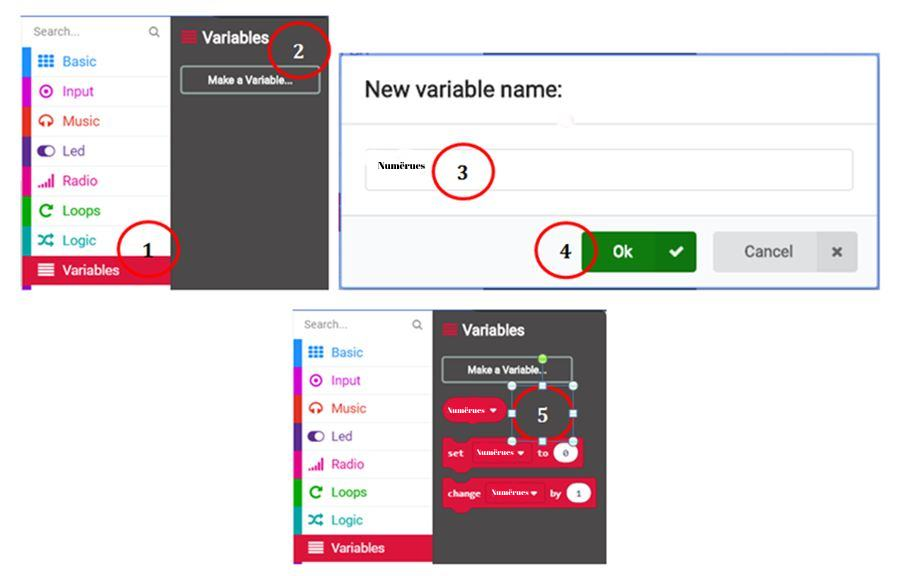 Search...
Basic
Input
Music
Led
Radio
Loops
Logic
1
Variables
Variables
2
Make a Variable...
New variable name:
Numërues
3
4
Ok
Cancel
Search...
Basic
Input
Music
Led
Radio
Loops
Logic
Variables
Variables
Make a Variable...
Numërues
5
set Numërues to 0
change Numërues by 1